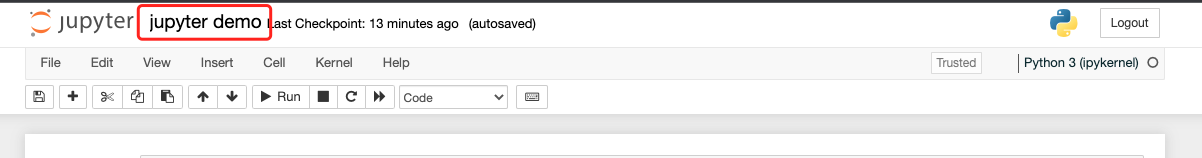 jupyter jupyter demo Last Checkpoint: 13 minutes ago (autosaved) Logout
File Edit View Insert Cell Kernel Help Trusted Python 3 (ipykernel)
Run Code